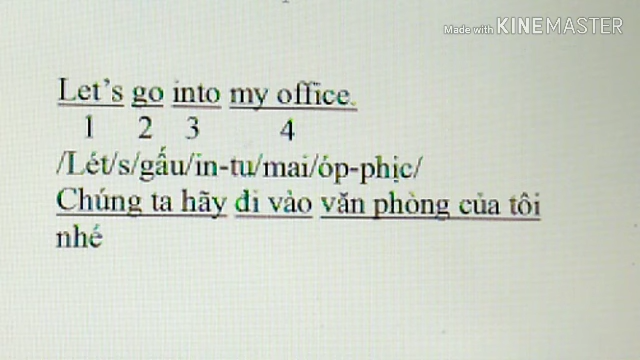 Made with KINEMASTER
Let's go into my office.
1 2 3 4
/Lét/s/gấu/in-tu/mai/óp-phịc/
Chúng ta hãy đi vào văn phòng của tôi
nhé